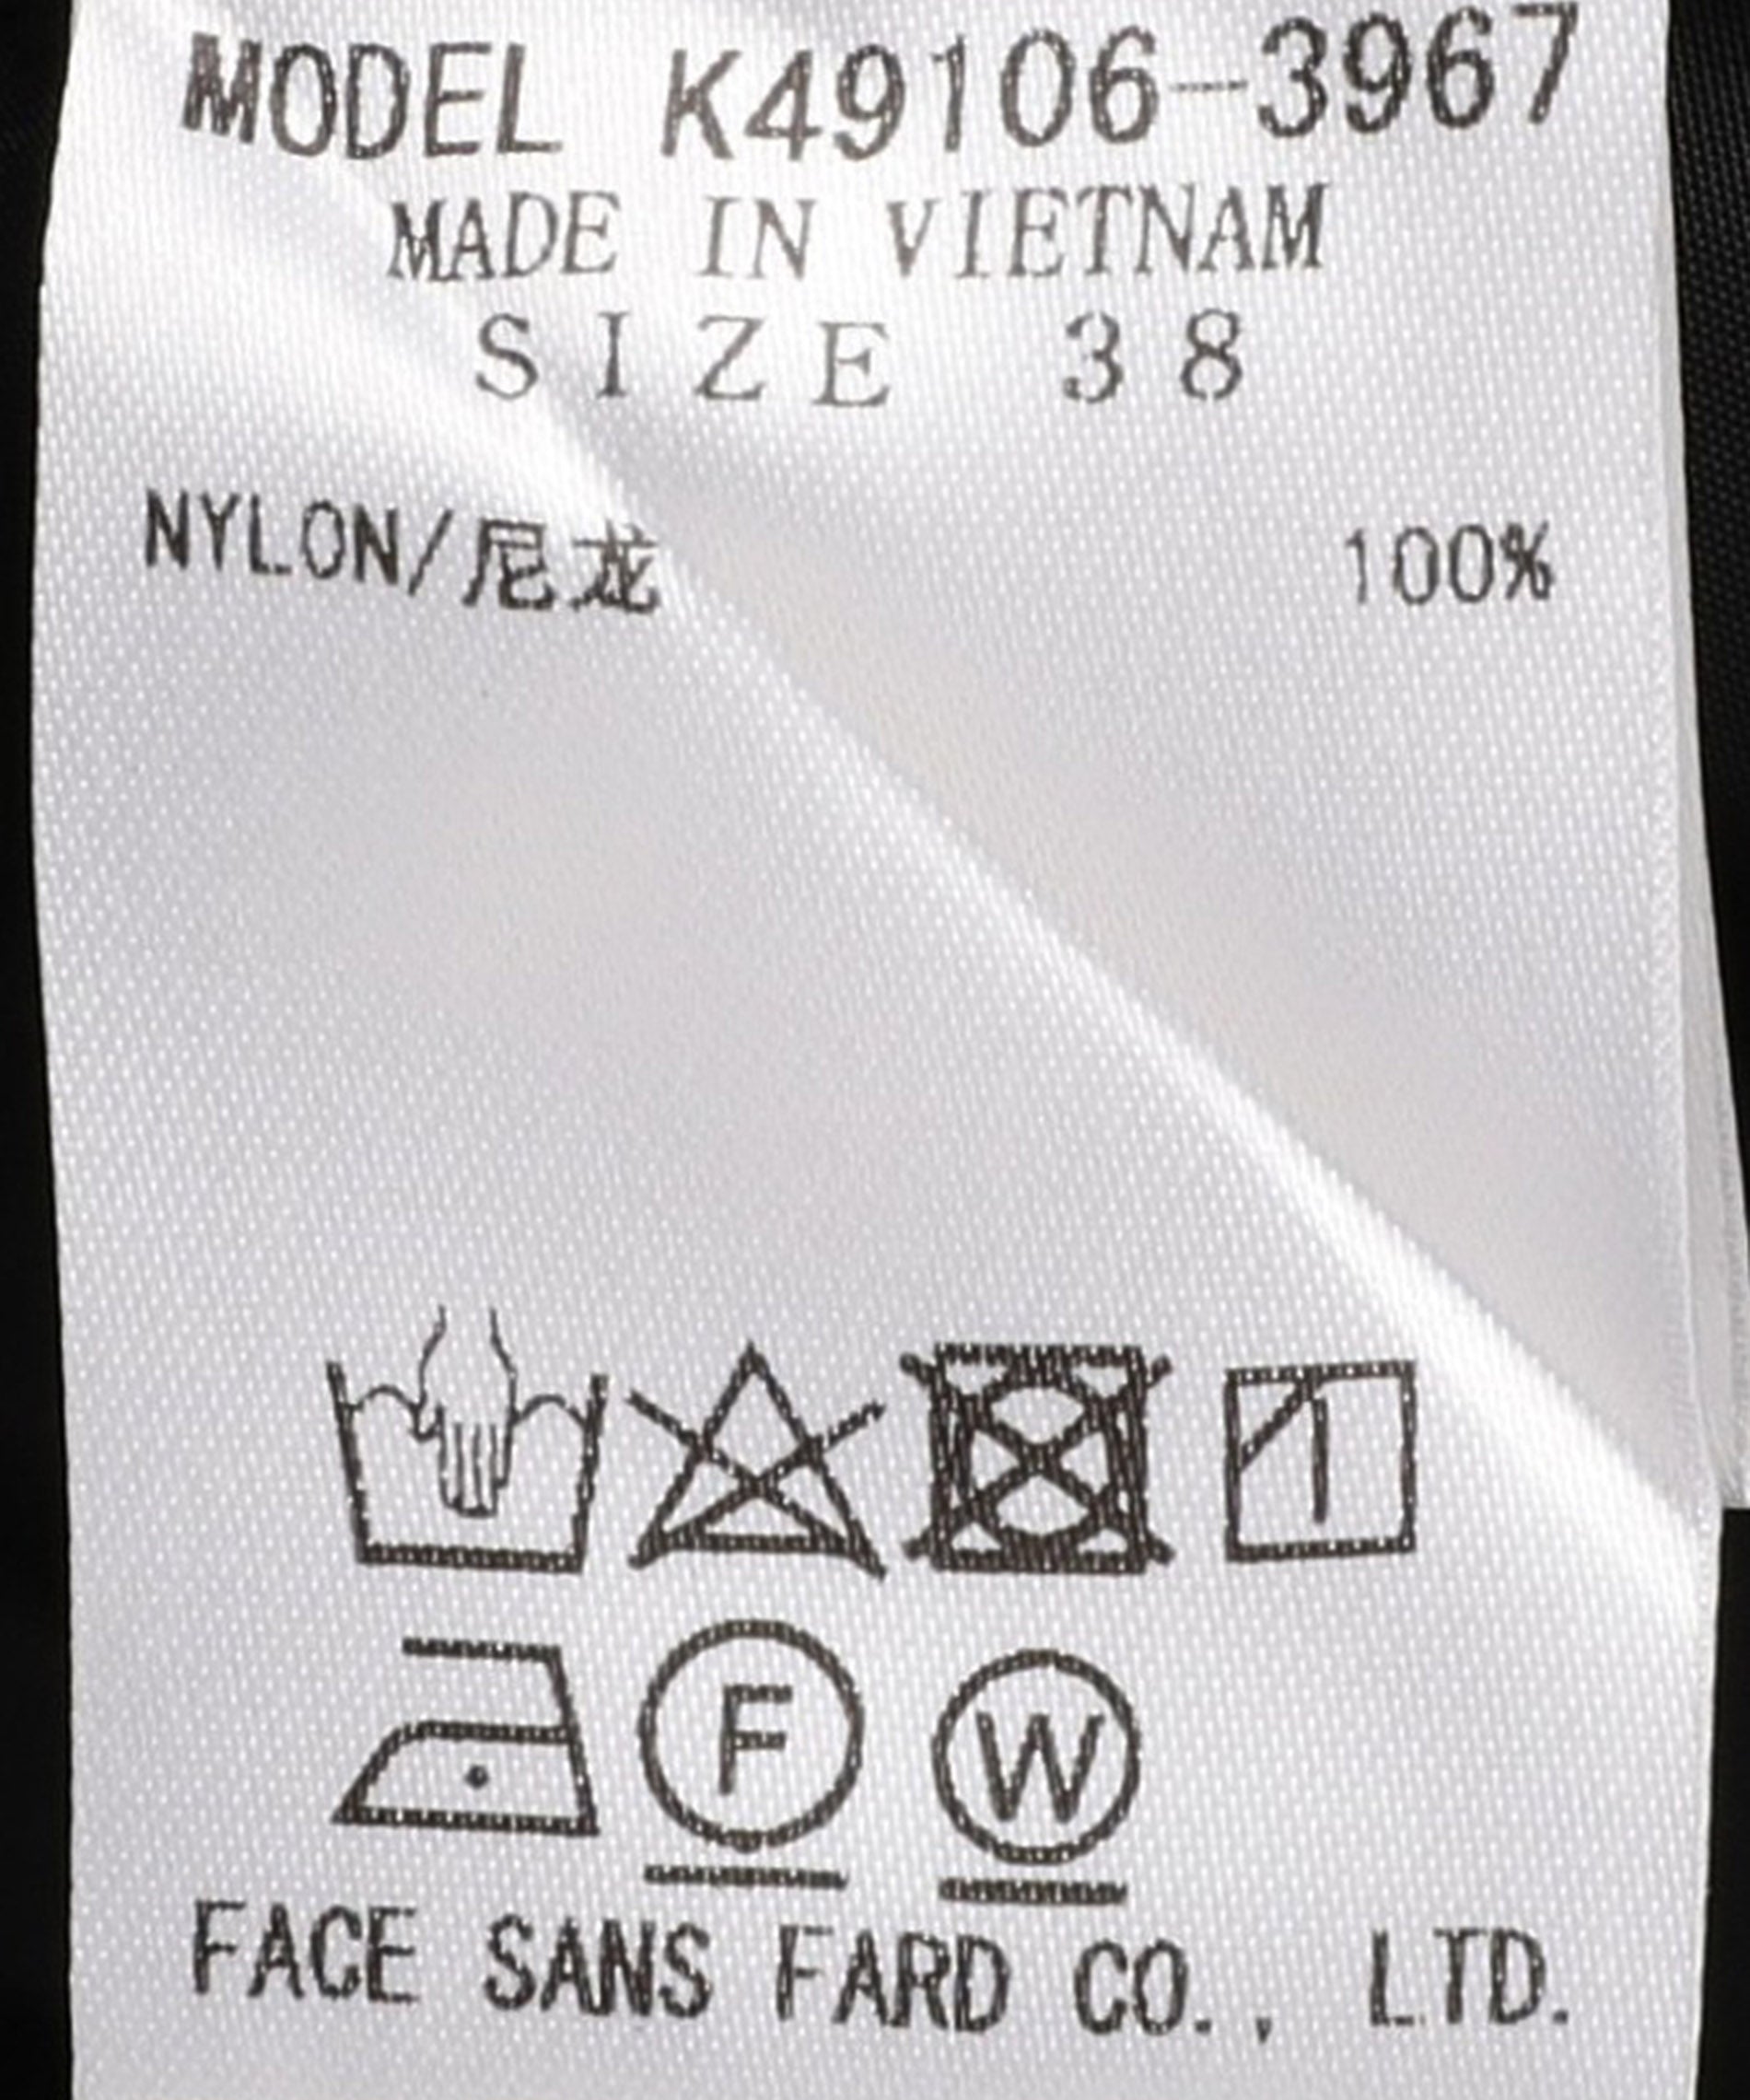 MODEL K49106-3967
MADE IN VIETNAM
SIZE 38
NYLON/尼龙 100%
F W
FACE SANS FARD CO., LTD.